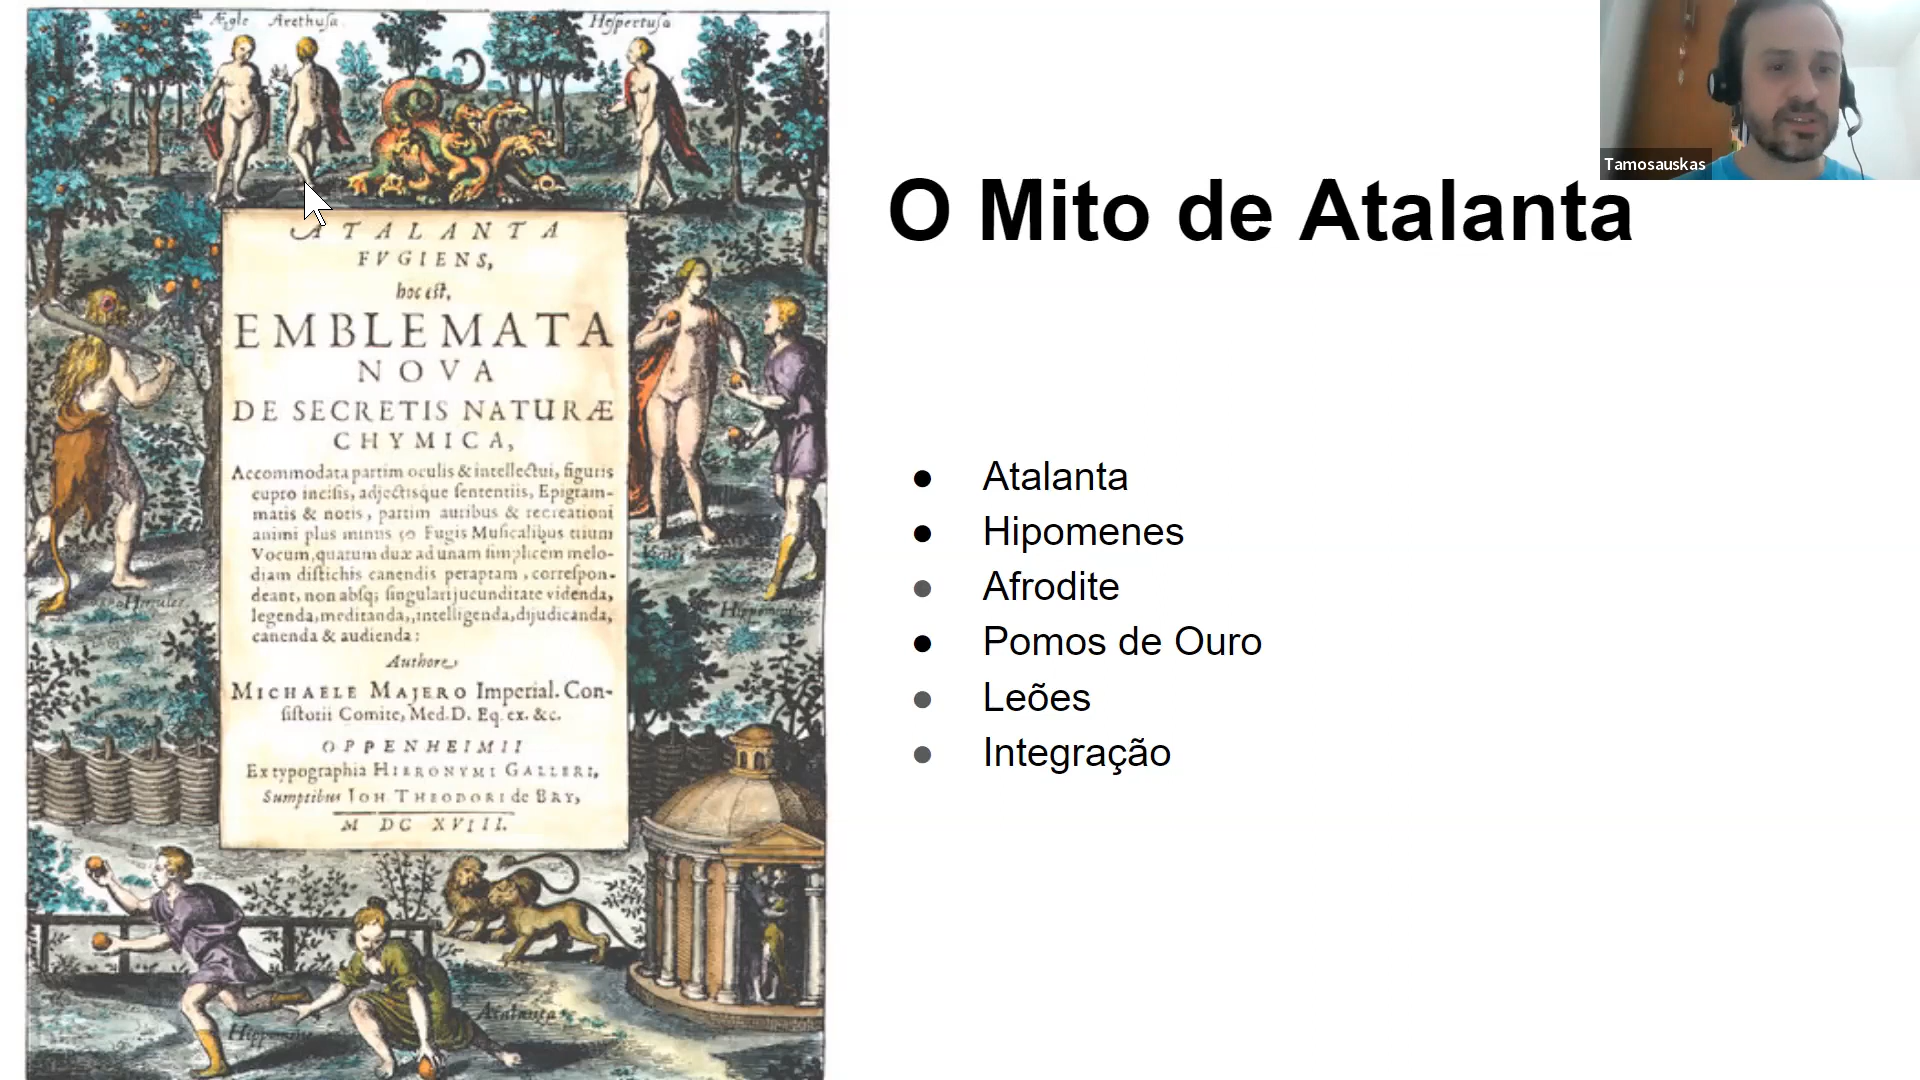 Ægle Arethusa Hespertusa
ATALANTA
FVGIENS,
hoc est,
EMBLEMATA
NOVA
DE SECRETIS NATURÆ
CHYMICA,
Accommodata partim oculis & intellectui, figuris
cupro incisis, adjectisque sententiis, Epigram-
matis & notis, partim auribus & recreationi
animi plus minus 50 Fugis Musicalibus trium
Vocum, quarum duæ ad unam simplicem melo-
diam distichis canendis peraptam, correspon-
deant, non absq; singulari jucunditate videnda,
legenda, meditanda, intelligenda, dijudicanda,
canenda & audienda:
Authore
MICHAELE MAJERO Imperial. Con-
sistorii Comite, Med. D. Eq. ex. &c.
OPPENHEIMII
Ex typographia HIERONYMI GALLERI,
Sumptibus JOH. THEODORI de BRY,
M DC XVIII.
Hercules
Venus
Hippomenes
Hippomenes
Atalanta
Tamosauskas
O Mito de Atalanta
● Atalanta
● Hipomenes
● Afrodite
● Pomos de Ouro
● Leões
● Integração